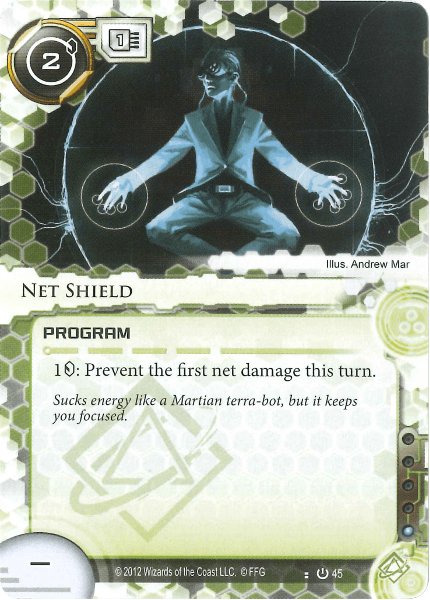 2
1
Illus. Andrew Mar
NET SHIELD
PROGRAM
1: Prevent the first net damage this turn.
Sucks energy like a Martian terra-bot, but it keeps
you focused.
–
© 2012 Wizards of the Coast LLC. © FFG
45